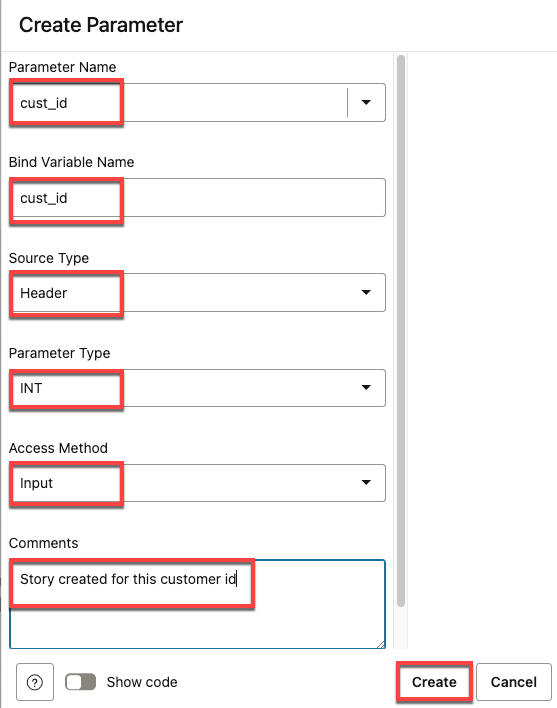 Create Parameter
Parameter Name
cust_id
Bind Variable Name
cust_id
Source Type
Header
Parameter Type
INT
Access Method
Input
Comments
Story created for this customer id
Show code
Create
Cancel